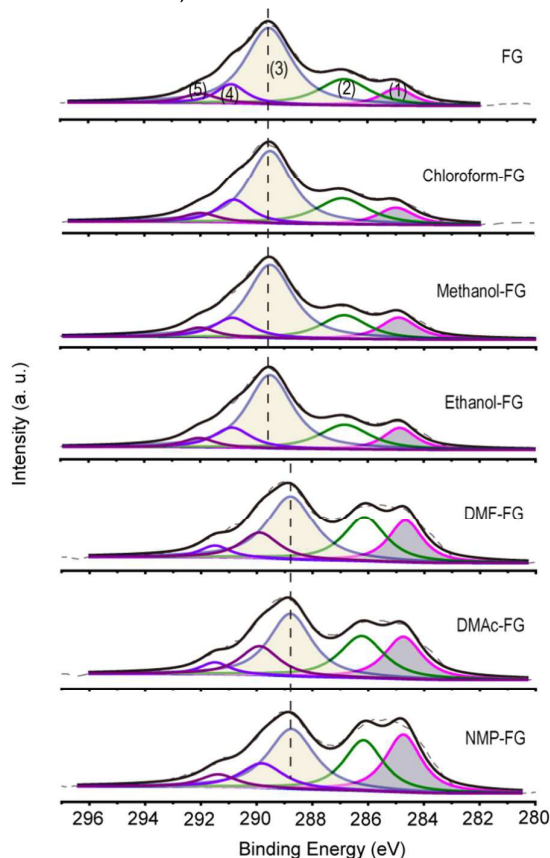 FG
(5)
(4)
(3)
(2)
(1)
Chloroform-FG
Methanol-FG
Ethanol-FG
Intensity (a. u.)
DMF-FG
DMAc-FG
NMP-FG
296 294 292 290 288 286 284 282 280
Binding Energy (eV)